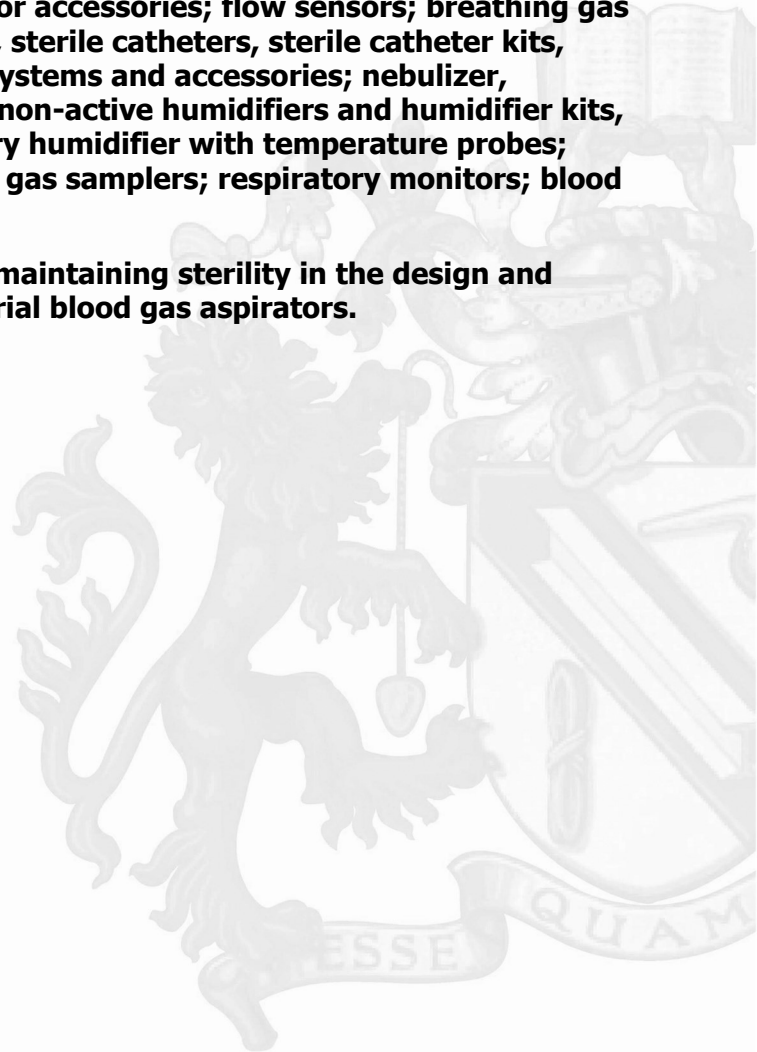 or accessories; flow sensors; breathing gas
, sterile catheters, sterile catheter kits,
ystems and accessories; nebulizer,
non-active humidifiers and humidifier kits,
ry humidifier with temperature probes;
gas samplers; respiratory monitors; blood
maintaining sterility in the design and
rial blood gas aspirators.
ESSE QUAM